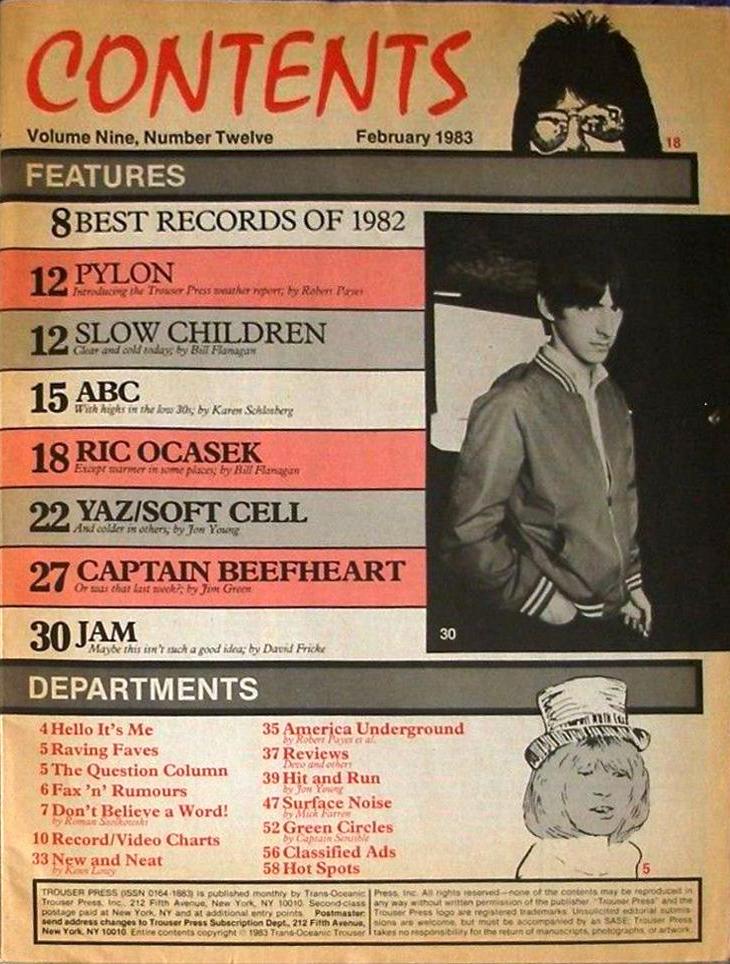 CONTENTS
Volume Nine, Number Twelve February 1983
18
FEATURES
8 BEST RECORDS OF 1982
12 PYLON
Introducing the Trouser Press weather report; by Robert Payes
12 SLOW CHILDREN
Clear and cold today; by Bill Flanagan
15 ABC
With highs in the low 30s; by Karen Schlosberg
18 RIC OCASEK
Except warmer in some places; by Bill Flanagan
22 YAZ/SOFT CELL
And colder in others; by Jon Young
27 CAPTAIN BEEFHEART
Or was that last week?; by Jim Green
30 JAM
Maybe this isn't such a good idea; by David Fricke
30
DEPARTMENTS
4 Hello It's Me
5 Raving Faves
5 The Question Column
6 Fax 'n' Rumours
7 Don't Believe a Word!
by Roman
10 Record/Video Charts
33 New and Neat
by
35 America Underground
by Robert Payes et al.
37 Reviews
Devo and others
39 Hit and Run
by Jon Young
47 Surface Noise
by Mick Farren
52 Green Circles
by Captain Sensible
56 Classified Ads
58 Hot Spots
5
TROUSER PRESS (ISSN 0164-1883) is published monthly by Trans-Oceanic
Trouser Press, Inc., 212 Fifth Avenue, New York, NY 10010. Second-class
postage paid at New York, NY and at additional entry points. Postmaster:
send address changes to Trouser Press Subscription Dept., 212 Fifth Avenue,
New York, NY 10010. Entire contents copyright © 1983 Trans-Oceanic Trouser
Press, Inc. All rights reserved—none of the contents may be reproduced in
any way without written permission of the publisher. "Trouser Press" and the
Trouser Press logo are registered trademarks. Unsolicited editorial submis-
sions are welcome, but must be accompanied by an SASE; Trouser Press
takes no responsibility for the return of manuscripts, photographs, or artwork.